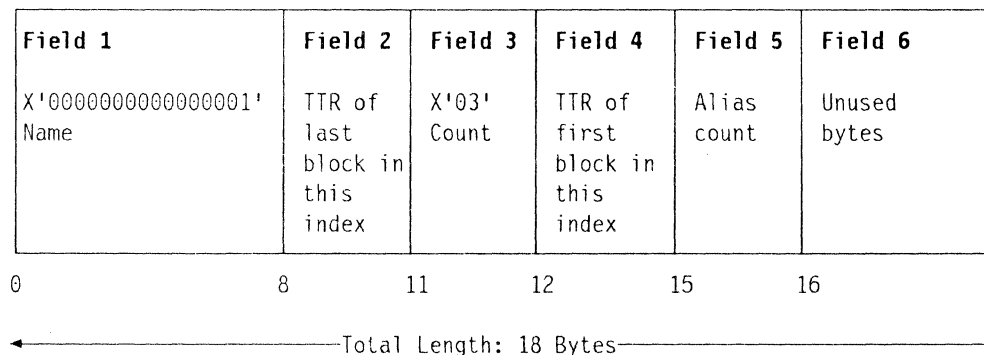 Field 1 Field 2 Field 3 Field 4 Field 5 Field 6
X'0000000000000001' TTR of X'03' TTR of Alias Unused
Name last Count first count bytes
block in block in
this this
index index
0 8 11 12 15 16
Total Length: 18 Bytes